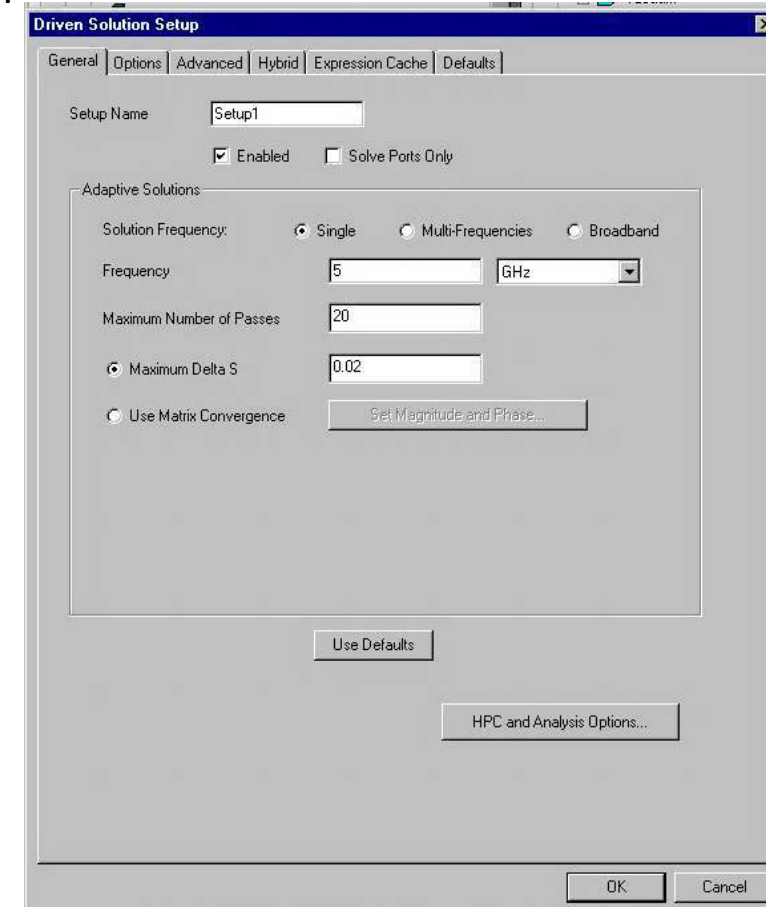 Driven Solution Setup
General Options Advanced Hybrid Expression Cache Defaults
Setup Name Setup1
Enabled Solve Ports Only
Adaptive Solutions
Solution Frequency: Single Multi-Frequencies Broadband
Frequency 5 GHz
Maximum Number of Passes 20
Maximum Delta S 0.02
Use Matrix Convergence Set Magnitude and Phase...
Use Defaults
HPC and Analysis Options...
OK Cancel